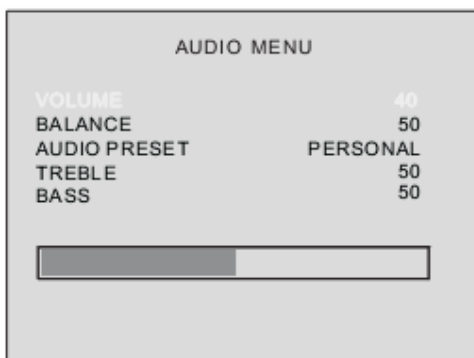 AUDIO MENU
VOLUME 40
BALANCE 50
AUDIO PRESET PERSONAL
TREBLE 50
BASS 50